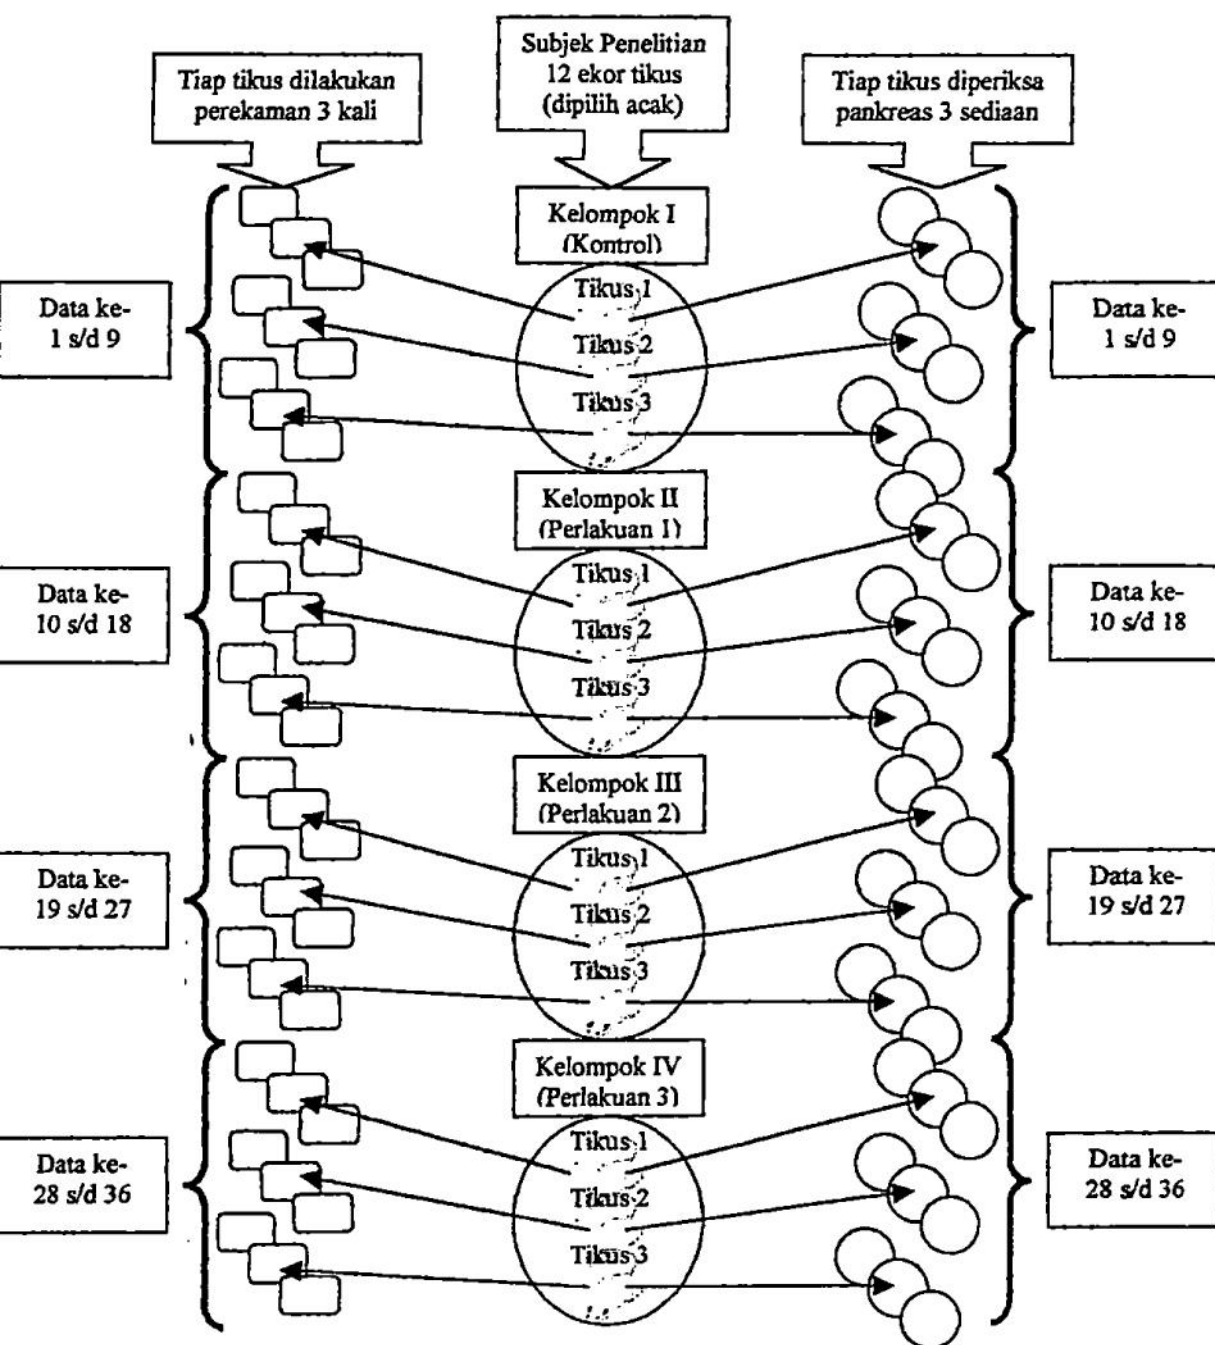 Tiap tikus dilakukan
perekaman 3 kali
Subjek Penelitian
12 ekor tikus
(dipilih acak)
Tiap tikus diperiksa
pankreas 3 sediaan
Kelompok I
(Kontrol)
Tikus 1
Tikus 2
Tikus 3
Data ke-
1 s/d 9
Data ke-
1 s/d 9
Kelompok II
(Perlakuan 1)
Tikus 1
Tikus 2
Tikus 3
Data ke-
10 s/d 18
Data ke-
10 s/d 18
Kelompok III
(Perlakuan 2)
Tikus 1
Tikus 2
Tikus 3
Data ke-
19 s/d 27
Data ke-
19 s/d 27
Kelompok IV
(Perlakuan 3)
Tikus 1
Tikus 2
Tikus 3
Data ke-
28 s/d 36
Data ke-
28 s/d 36